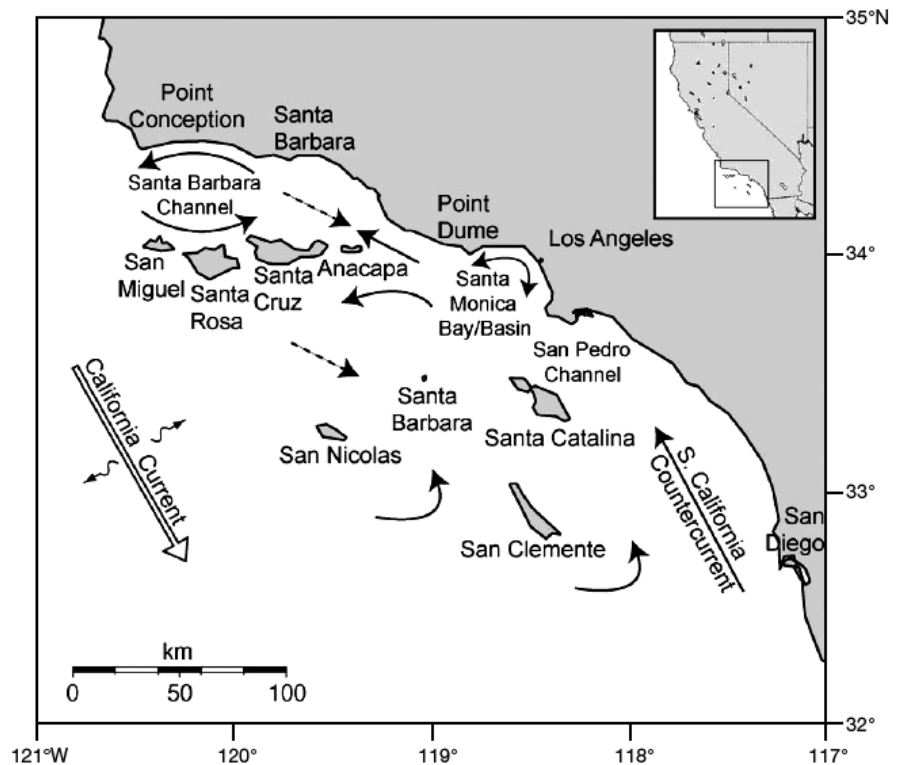 35°N
Point
Conception
Santa
Barbara
Santa Barbara
Channel
Point
Dume
Los Angeles
34°
San
Miguel
Santa
Rosa
Santa
Cruz
Anacapa
Santa
Monica
Bay/Basin
San Pedro
Channel
California Current
Santa
Barbara
Santa Catalina
San Nicolas
S. California
Countercurrent
33°
San
Diego
San Clemente
km
0 50 100
32°
121°W 120° 119° 118° 117°